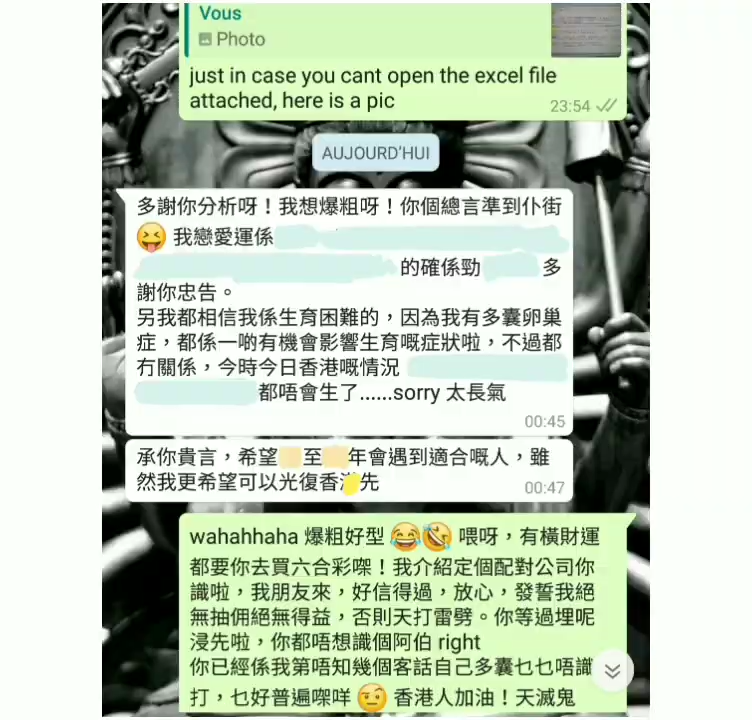 Vous
Photo
just in case you cant open the excel file
attached, here is a pic
23:54
AUJOURD'HUI
多謝你分析呀！我想爆粗呀！你個總言準到仆街
😝 我戀愛運係
的確係勁 多
謝你忠告。
另我都相信我係生育困難的，因為我有多囊卵巢
症，都係一啲有機會影響生育嘅症狀啦，不過都
冇關係，今時今日香港嘅情況
都唔會生了......sorry 太長氣
00:45
承你貴言，希望 至 年會遇到適合嘅人，雖
然我更希望可以光復香港先
00:47
wahahhaha 爆粗好型 😂🤣 喂呀，有橫財運
都要你去買六合彩㗎！我介紹定個配對公司你
識啦，我朋友來，好信得過，放心，發誓我絕
無抽佣絕無得益，否則天打雷劈。你等過埋呢
浸先啦，你都唔想識個阿伯 right
你已經係我第唔知幾個客話自己多囊乜乜唔識
打，乜好普遍㗎咩 🤨 香港人加油！天滅鬼